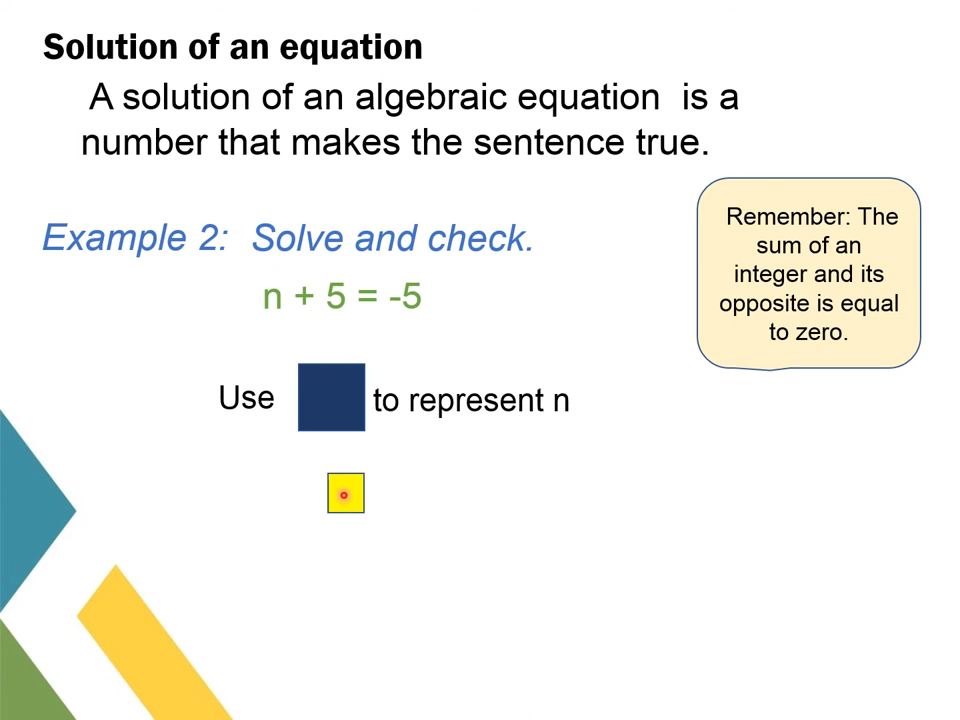 Solution of an equation
A solution of an algebraic equation is a
number that makes the sentence true.
Remember: The
sum of an
integer and its
opposite is equal
to zero.
Example 2: Solve and check.
n + 5 = -5
Use to represent n